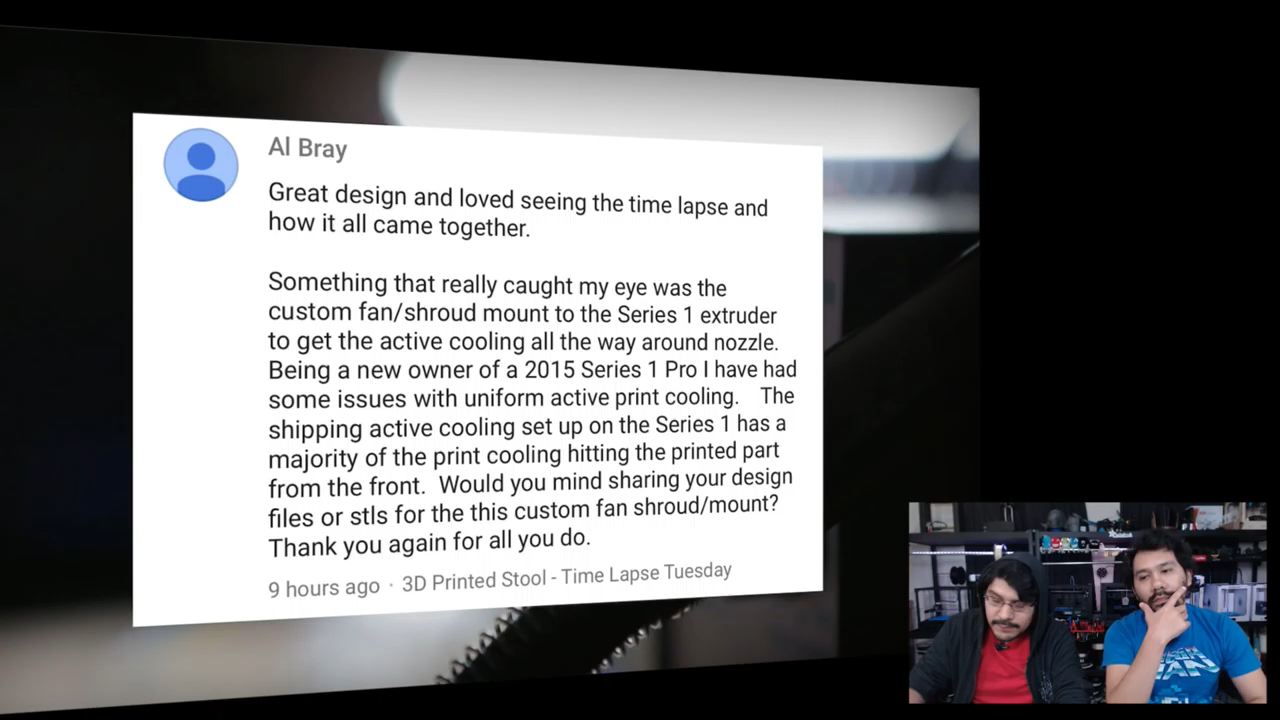 Al Bray
Great design and loved seeing the time lapse and
how it all came together.
Something that really caught my eye was the
custom fan/shroud mount to the Series 1 extruder
to get the active cooling all the way around nozzle.
Being a new owner of a 2015 Series 1 Pro I have had
some issues with uniform active print cooling. The
shipping active cooling set up on the Series 1 has a
majority of the print cooling hitting the printed part
from the front. Would you mind sharing your design
files or stls for the this custom fan shroud/mount?
Thank you again for all you do.
9 hours ago · 3D Printed Stool - Time Lapse Tuesday